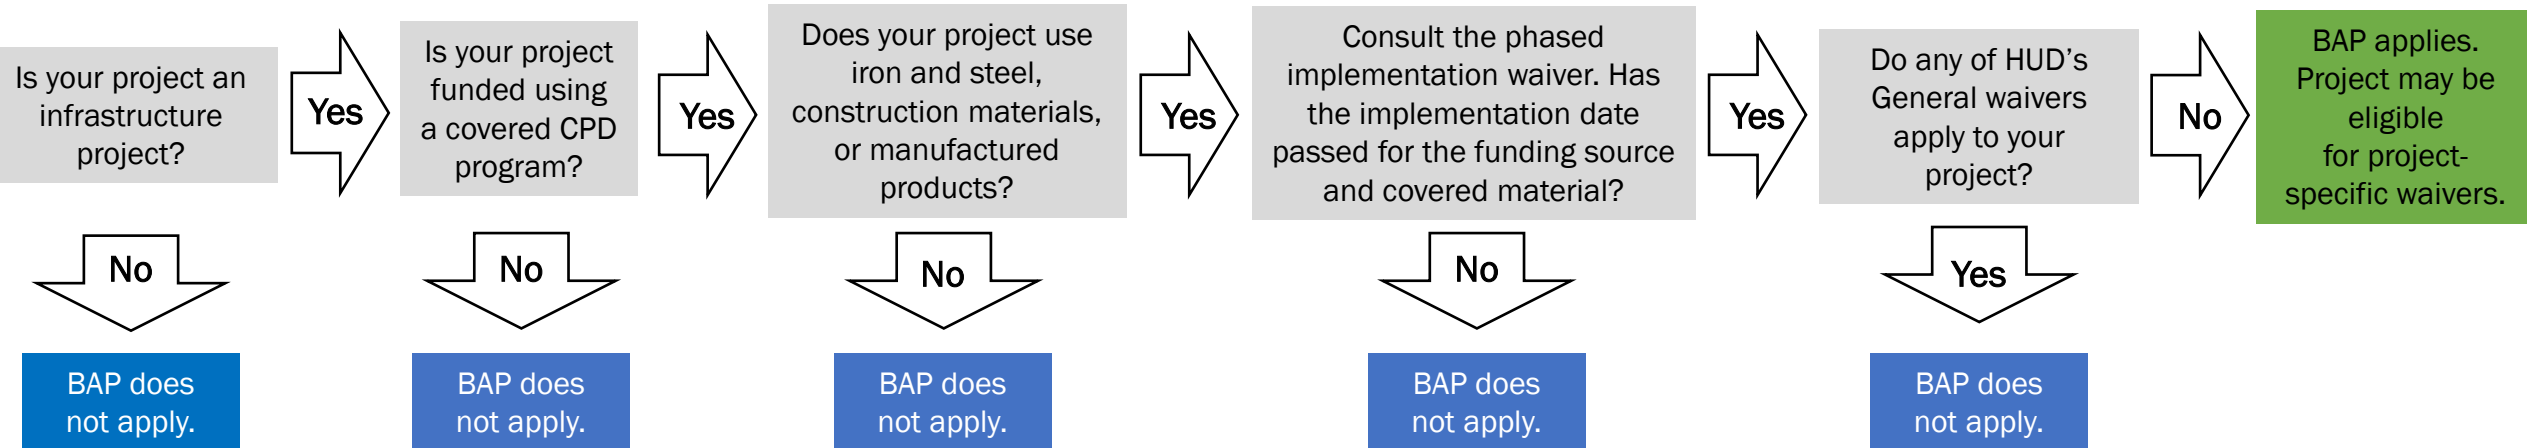 Is your project an
infrastructure
project?
Yes
Is your project
funded using
a covered CPD
program?
Yes
Does your project use
iron and steel,
construction materials,
or manufactured
products?
Yes
Consult the phased
implementation waiver. Has
the implementation date
passed for the funding source
and covered material?
Yes
Do any of HUD's
General waivers
apply to your
project?
No
BAP applies.
Project may be
eligible
for project-
specific waivers.
No
No
No
No
Yes
BAP does
not apply.
BAP does
not apply.
BAP does
not apply.
BAP does
not apply.
BAP does
not apply.